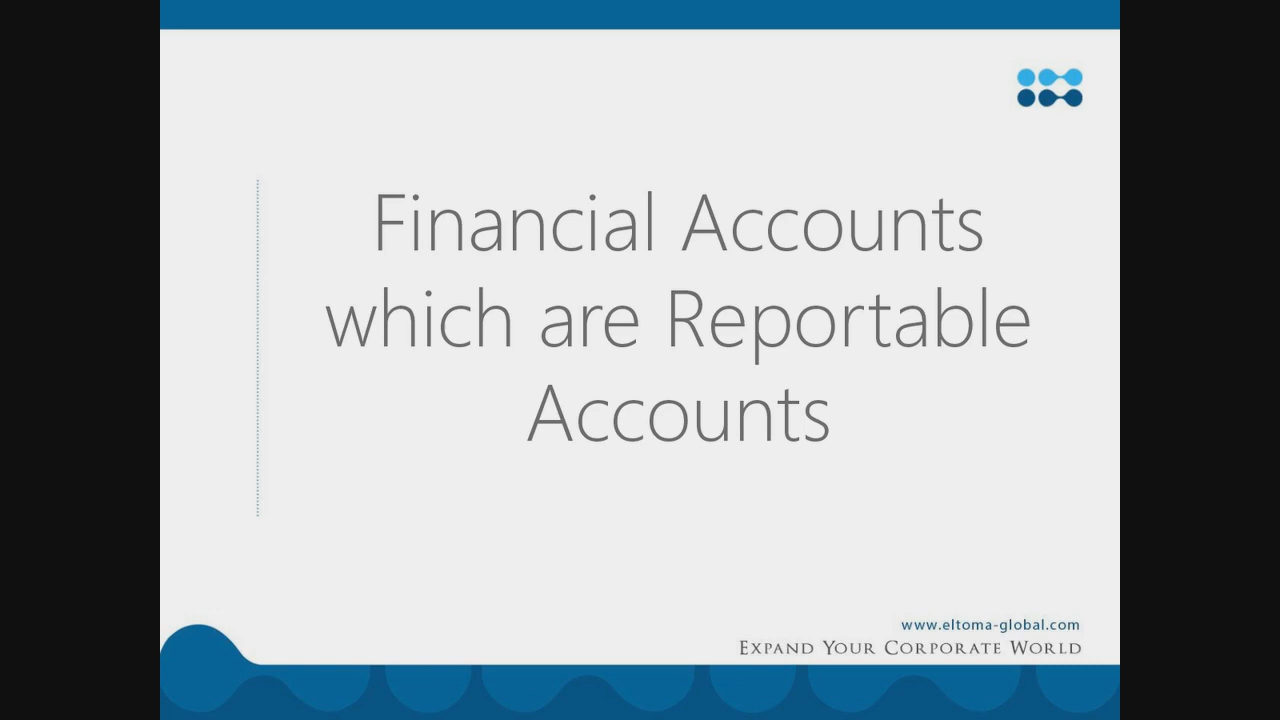 Financial Accounts
which are Reportable
Accounts
www.eltoma-global.com
Expand Your Corporate World